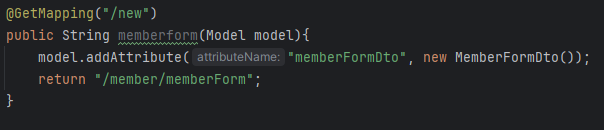 @GetMapping("/new")
public String memberform(Model model){
model.addAttribute( attributeName: "memberFormDto", new MemberFormDto());
return "/member/memberForm";
}